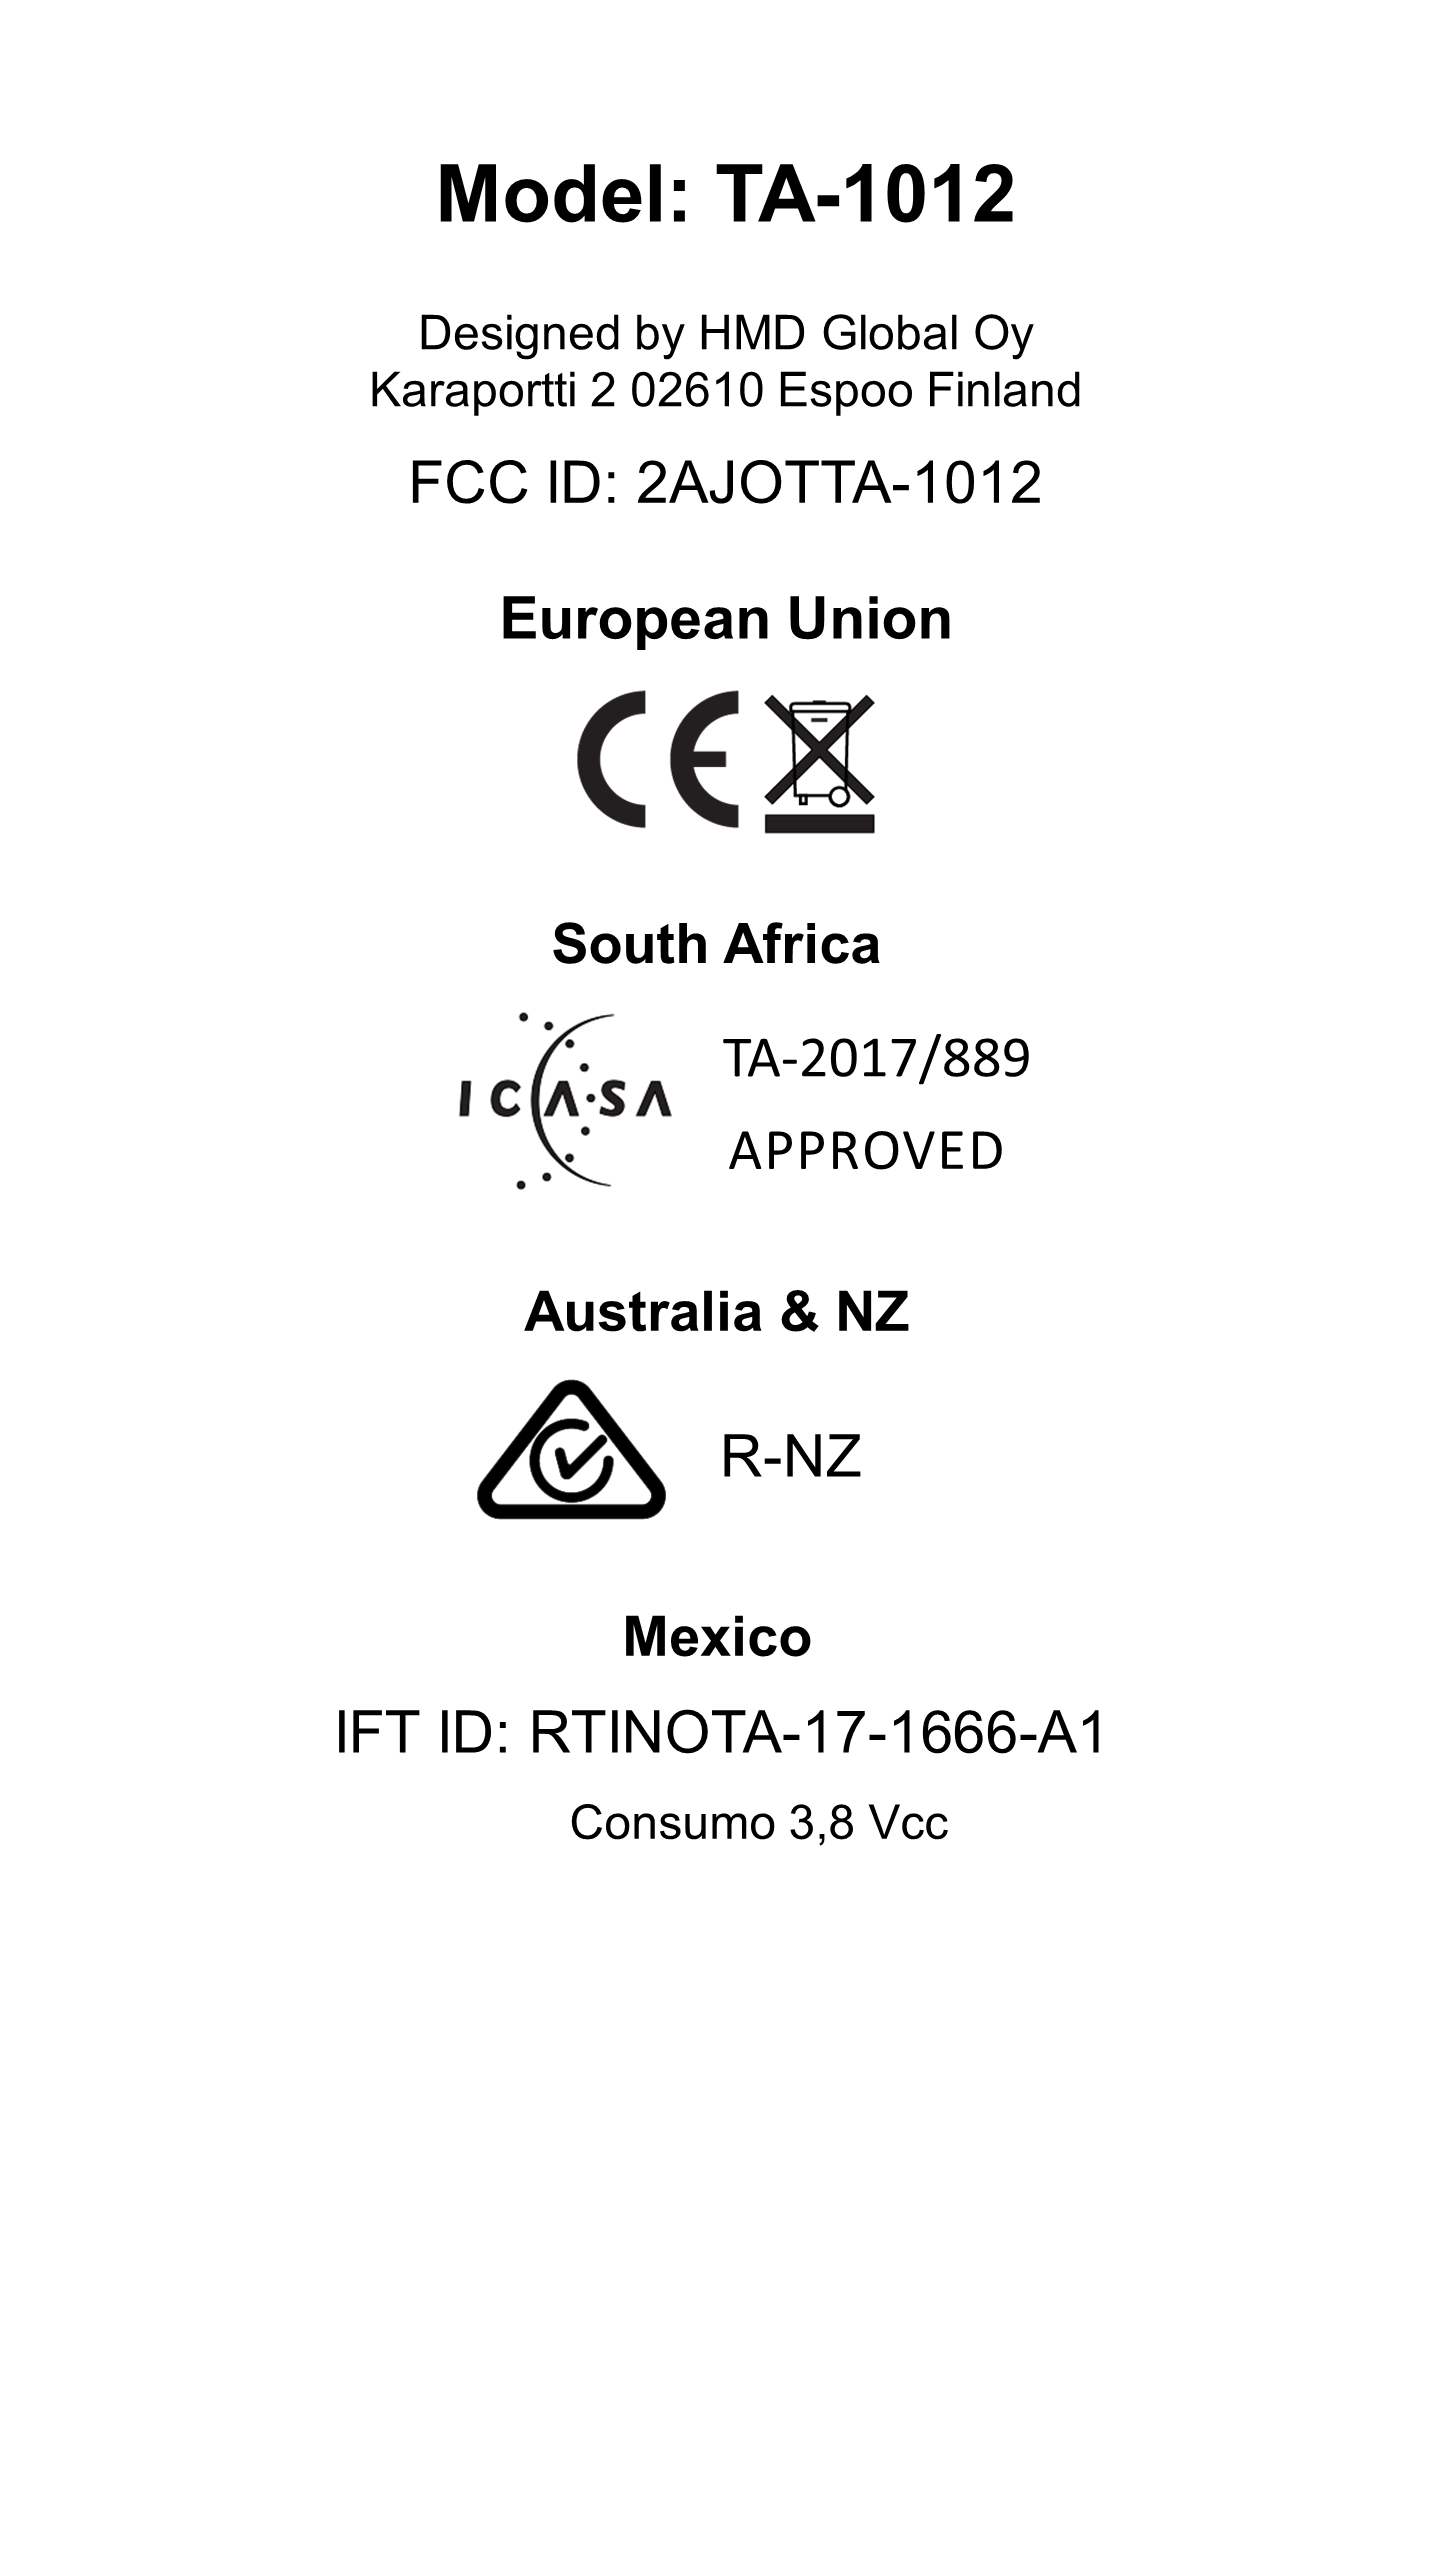 Model: TA-1012
Designed by HMD Global Oy
Karaportti 2 02610 Espoo Finland
FCC ID: 2AJOTTA-1012
European Union
CE
South Africa
ICASA
TA-2017/889
APPROVED
Australia & NZ
R-NZ
Mexico
IFT ID: RTINOTA-17-1666-A1
Consumo 3,8 Vcc